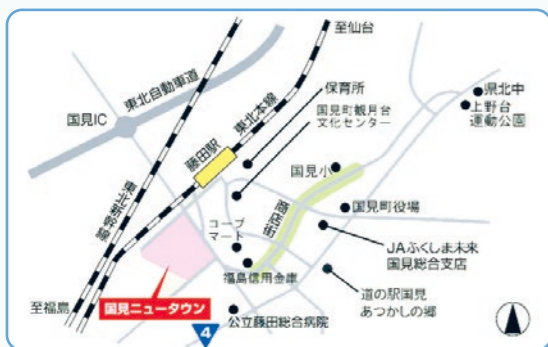 至仙台
東北自動車道
国見IC
東北本線
保育所
国見町観月台
文化センター
県北中
上野台
運動公園
藤田駅
国見小
東北新幹線
商店街
国見町役場
コープ
マート
JAふくしま未来
国見総合支店
福島信用金庫
道の駅国見
あつかしの郷
至福島
国見ニュータウン
4
公立藤田総合病院